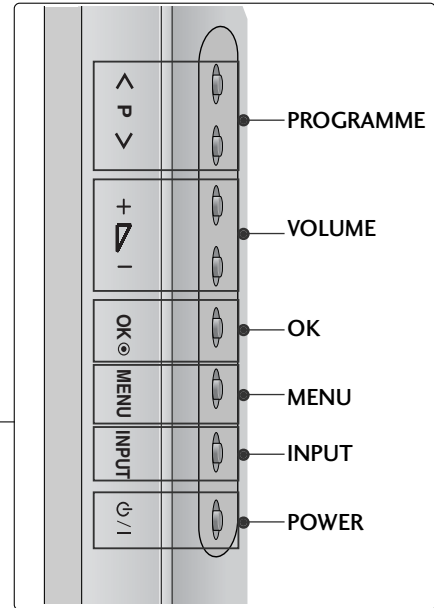 < P >
PROGRAMME
+ –
VOLUME
OK
OK
MENU
MENU
INPUT
INPUT
/ I
POWER